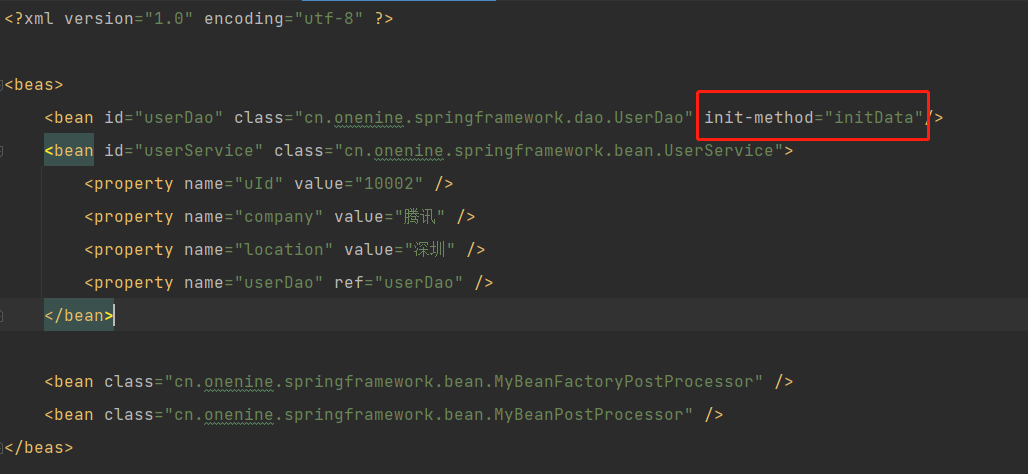 <?xml version="1.0" encoding="utf-8" ?>
<beas>
<bean id="userDao" class="cn.onenine.springframework.dao.UserDao" init-method="initData"/>
<bean id="userService" class="cn.onenine.springframework.bean.UserService">
<property name="uId" value="10002" />
<property name="company" value="腾讯" />
<property name="location" value="深圳" />
<property name="userDao" ref="userDao" />
</bean>
<bean class="cn.onenine.springframework.bean.MyBeanFactoryPostProcessor" />
<bean class="cn.onenine.springframework.bean.MyBeanPostProcessor" />
</beas>